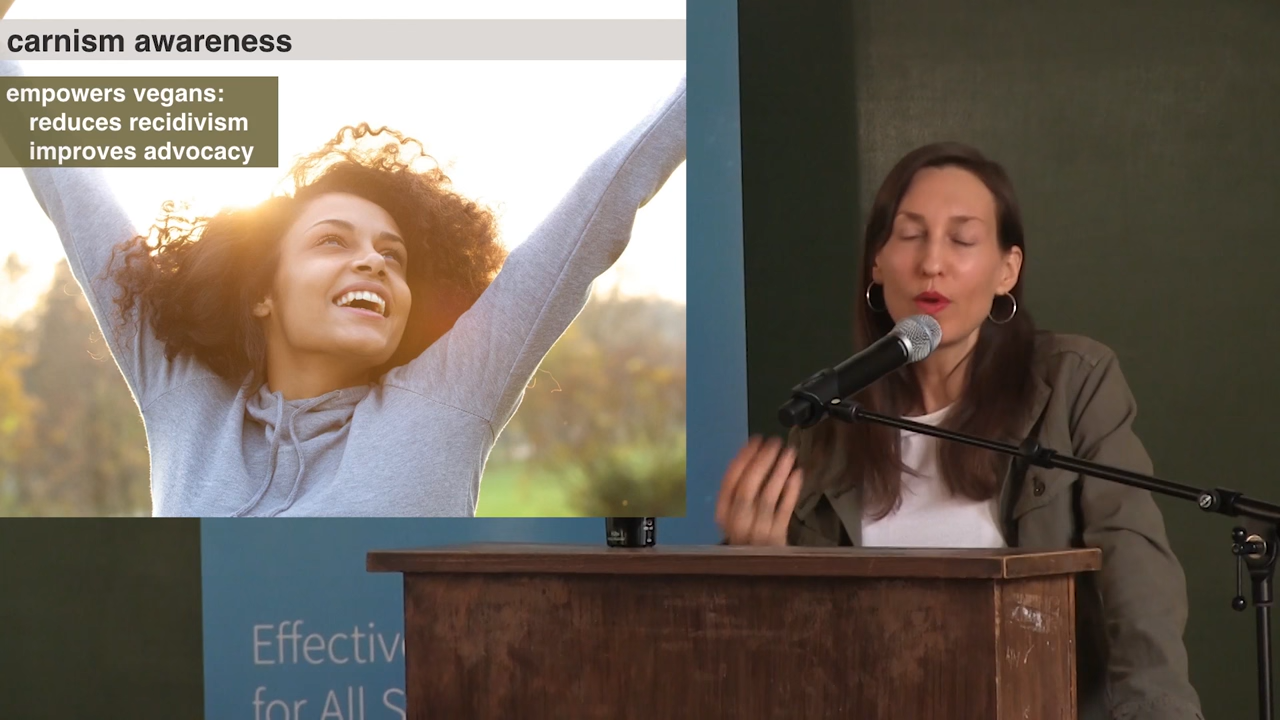 carnism awareness
empowers vegans:
reduces recidivism
improves advocacy
Effectiv
for All S